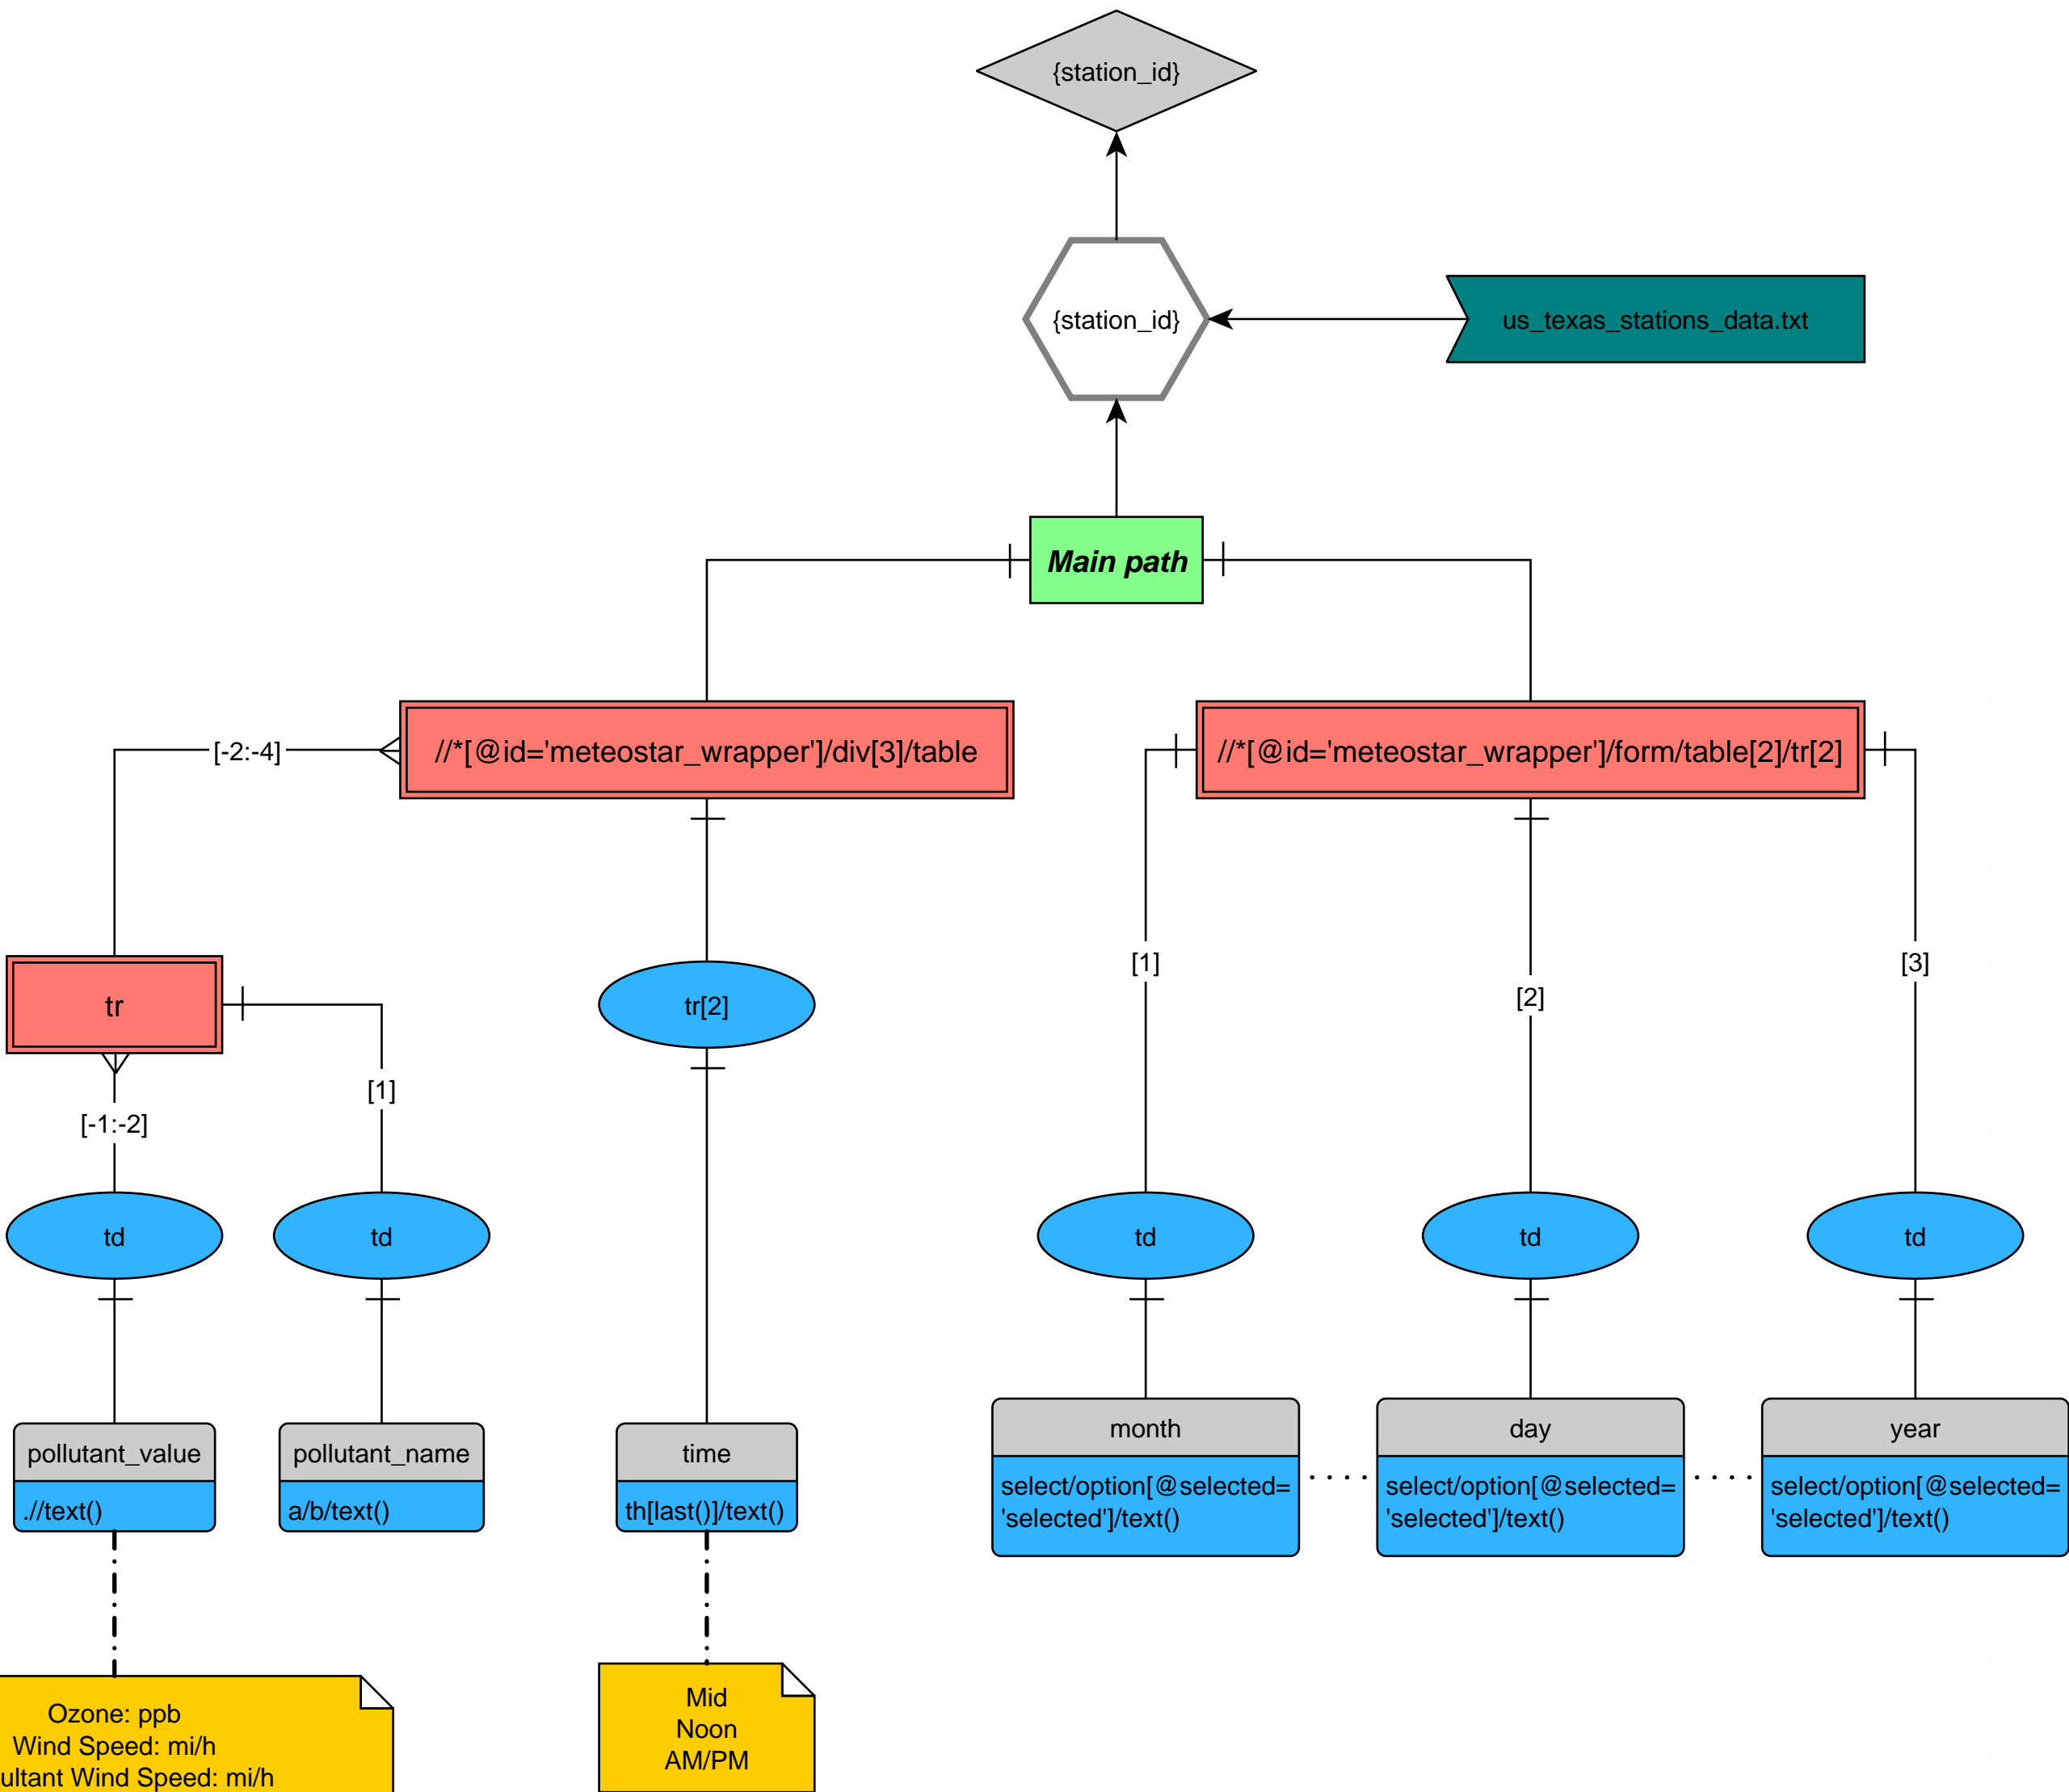 {station_id}
{station_id}
us_texas_stations_data.txt
Main path
[-2:-4]
//*[@id='meteostar_wrapper']/div[3]/table
//*[@id='meteostar_wrapper']/form/table[2]/tr[2]
[1]
[3]
[2]
tr
tr[2]
[1]
[-1:-2]
td
td
td
td
td
month
day
year
pollutant_value
pollutant_name
time
select/option[@selected=
'selected']/text()
select/option[@selected=
'selected']/text()
select/option[@selected=
'selected']/text()
.//text()
a/b/text()
th[last()]/text()
Ozone: ppb
Wind Speed: mi/h
Wind Speed: mi/h
Mid
Noon
AM/PM